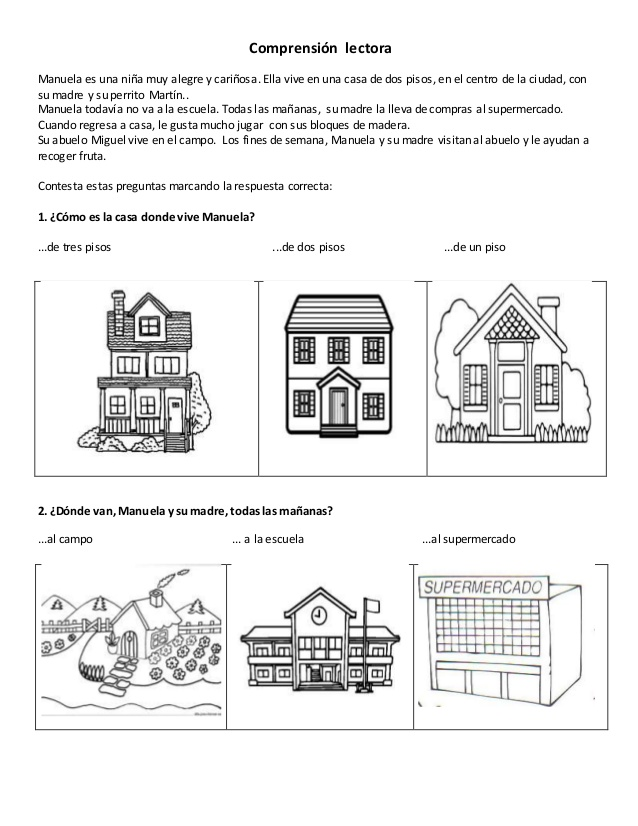 Comprensión lectora
Manuela es una niña muy alegre y cariñosa. Ella vive en una casa de dos pisos, en el centro de la ciudad, con
su madre y su perrito Martín..
Manuela todavía no va a la escuela. Todas las mañanas, su madre la lleva de compras al supermercado.
Cuando regresa a casa, le gusta mucho jugar con sus bloques de madera.
Su abuelo Miguel vive en el campo. Los fines de semana, Manuela y su madre visitan al abuelo y le ayudan a
recoger fruta.
Contesta estas preguntas marcando la respuesta correcta:
1. ¿Cómo es la casa donde vive Manuela?
...de tres pisos ...de dos pisos ...de un piso
2. ¿Dónde van, Manuela y su madre, todas las mañanas?
...al campo ... a la escuela ...al supermercado
SUPERMERCADO